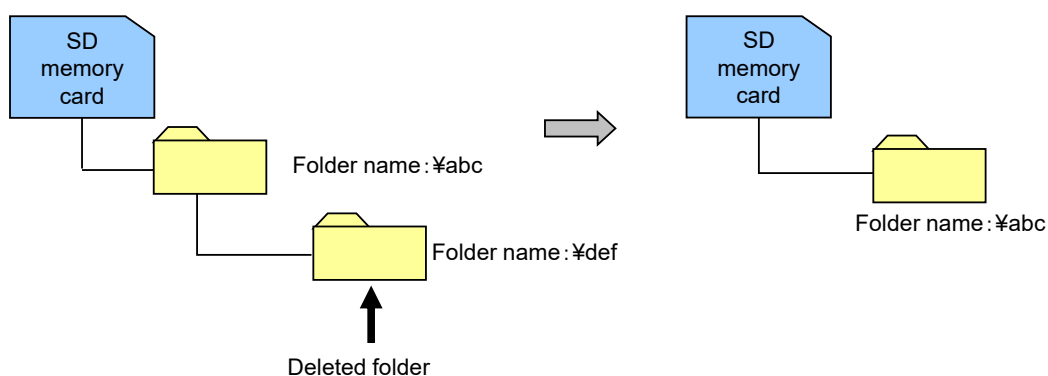 SD
memory
card
Folder name：¥abc
Folder name：¥def
Deleted folder
SD
memory
card
Folder name：¥abc